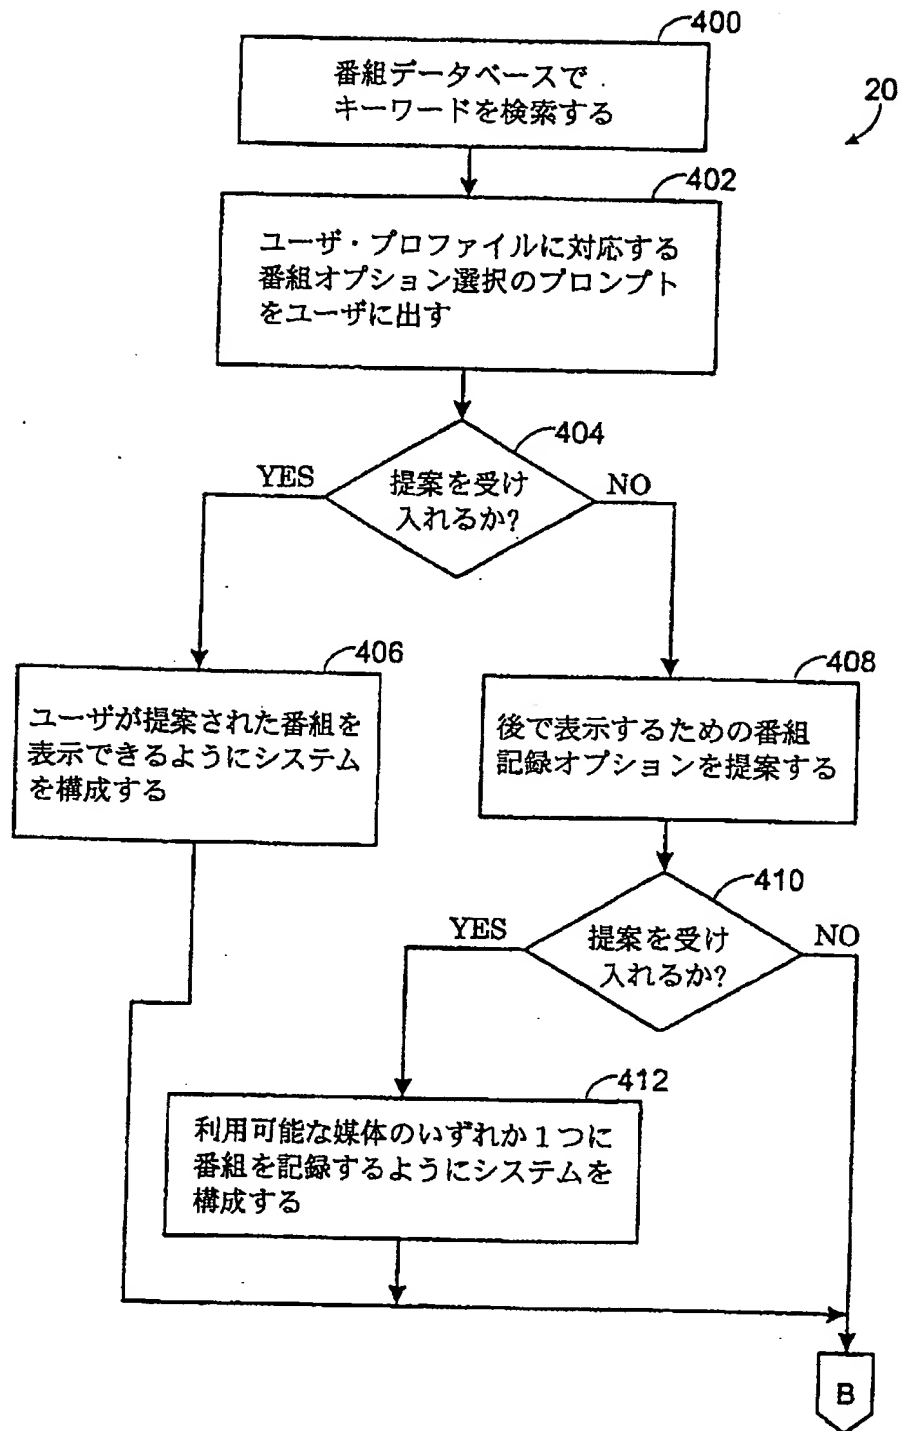 400
番組データベースで
キーワードを検索する
20
402
ユーザ・プロファイルに対応する
番組オプション選択のプロンプト
をユーザに出す
404
YES
提案を受け
入れるか?
NO
406
ユーザが提案された番組を
表示できるようにシステム
を構成する
408
後で表示するための番組
記録オプションを提案する
410
YES
提案を受け
入れるか?
NO
412
利用可能な媒体のいずれか1つに
番組を記録するようにシステムを
構成する
B